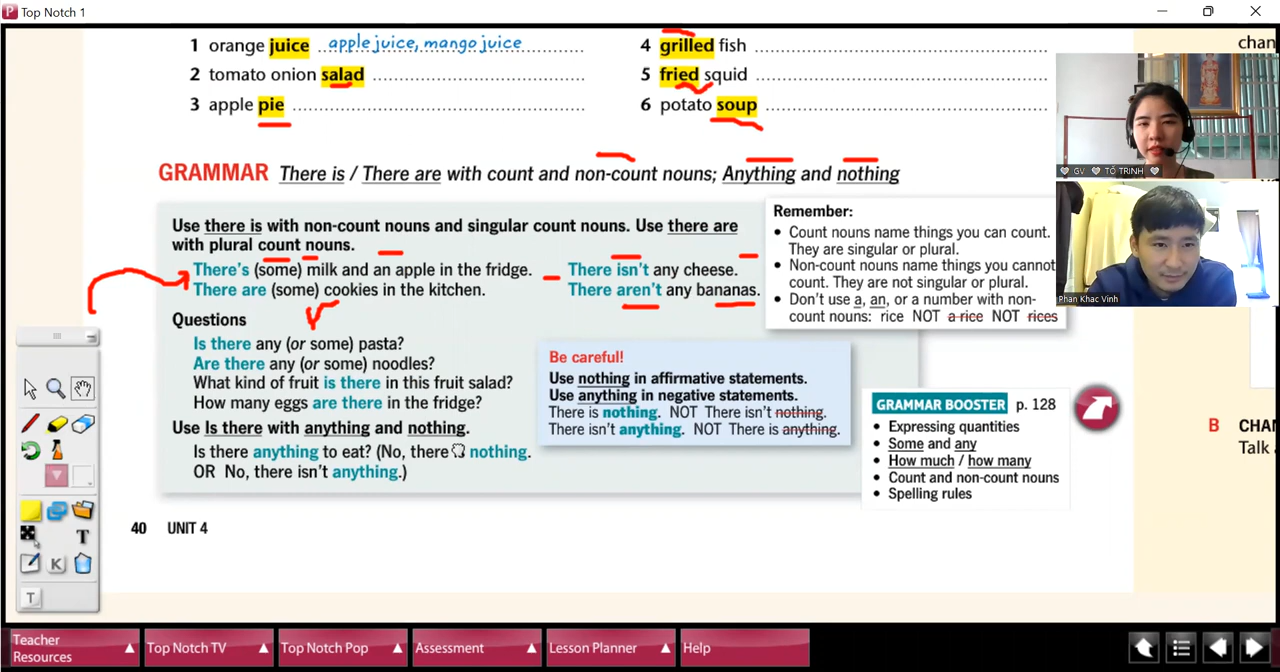 Top Notch 1
1 orange juice apple juice, mango juice
2 tomato onion salad
3 apple pie
4 grilled fish
5 fried squid
6 potato soup
chan
GV TỐ TRINH
Phan Khac Vinh
GRAMMAR There is / There are with count and non-count nouns; Anything and nothing
Use there is with non-count nouns and singular count nouns. Use there are
with plural count nouns.
There's (some) milk and an apple in the fridge.
There are (some) cookies in the kitchen.
There isn't any cheese.
There aren't any bananas.
Remember:
• Count nouns name things you can count.
They are singular or plural.
• Non-count nouns name things you cannot
count. They are not singular or plural.
• Don't use a, an, or a number with non-
count nouns: rice NOT a rice NOT rices
Questions
Is there any (or some) pasta?
Are there any (or some) noodles?
What kind of fruit is there in this fruit salad?
How many eggs are there in the fridge?
Use Is there with anything and nothing.
Is there anything to eat? (No, there nothing.
OR No, there isn't anything.)
Be careful!
Use nothing in affirmative statements.
Use anything in negative statements.
There is nothing. NOT There isn't nothing.
There isn't anything. NOT There is anything.
GRAMMAR BOOSTER p. 128
• Expressing quantities
• Some and any
• How much / how many
• Count and non-count nouns
• Spelling rules
B CHAN
Talk
40 UNIT 4
T
K
T
Teacher
Resources
Top Notch TV
Top Notch Pop
Assessment
Lesson Planner
Help